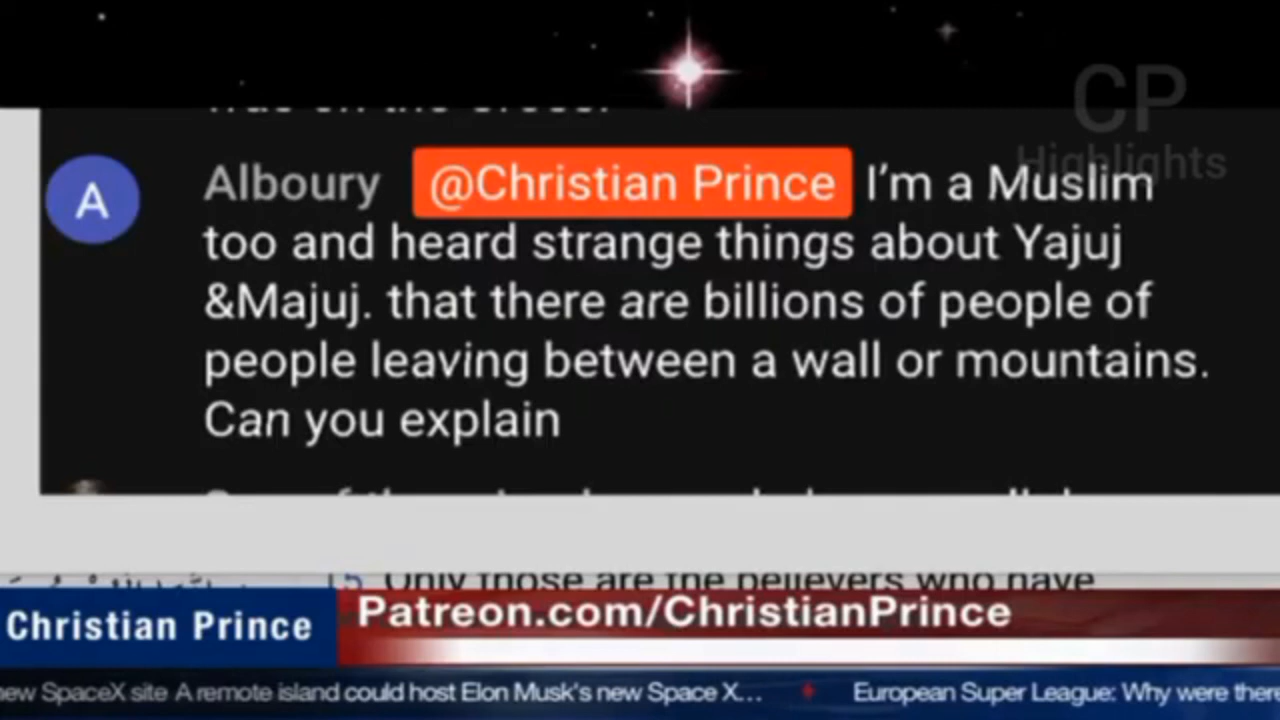 CP
Highlights
A
Alboury @Christian Prince I'm a Muslim
too and heard strange things about Yajuj
&Majuj. that there are billions of people of
people leaving between a wall or mountains.
Can you explain
Only those are the believers who have
Christian Prince
Patreon.com/ChristianPrince
new SpaceX site A remote island could host Elon Musk's new Space X... European Super League: Why were there